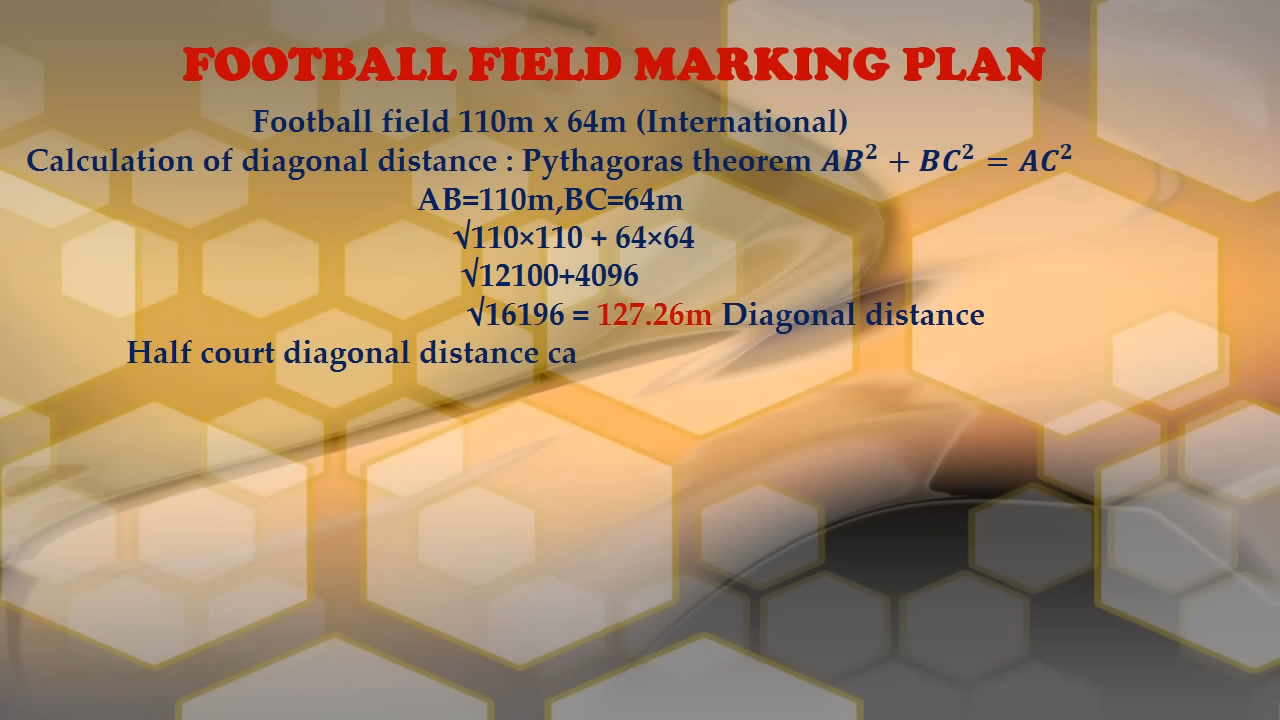 FOOTBALL FIELD MARKING PLAN
Football field 110m x 64m (International)
Calculation of diagonal distance : Pythagoras theorem 𝑨𝑩² + 𝑩𝑪² = 𝑨𝑪²
AB=110m,BC=64m
√110×110 + 64×64
√12100+4096
√16196 = 127.26m Diagonal distance
Half court diagonal distance ca